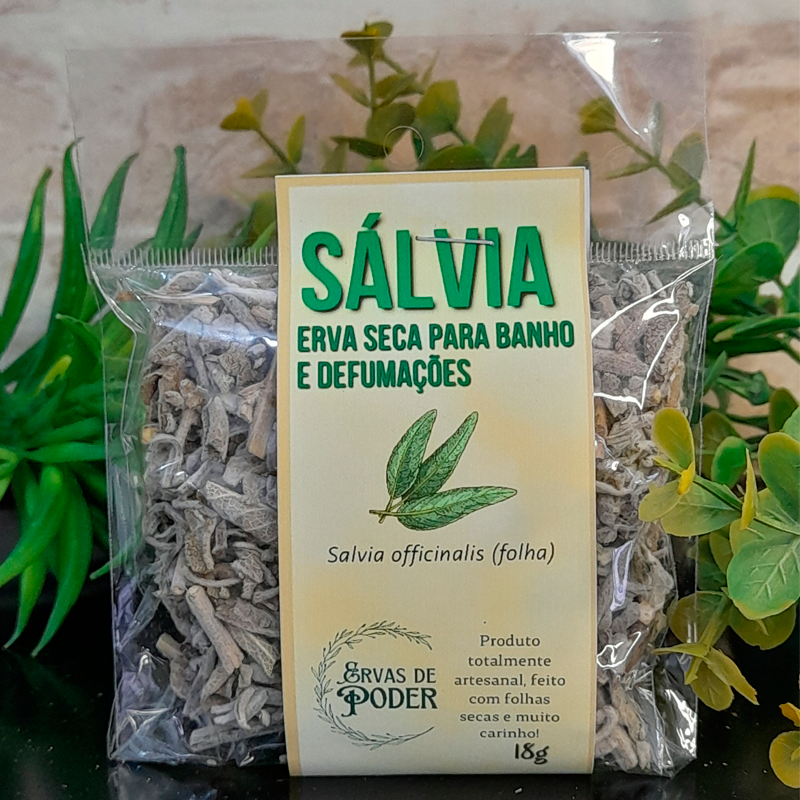 SÁLVIA
ERVA SECA PARA BANHO
E DEFUMAÇÕES
Salvia officinalis (folha)
ERVAS DE
PODER
Produto
totalmente
artesanal, feito
com folhas
secas e muito
carinho!
18g